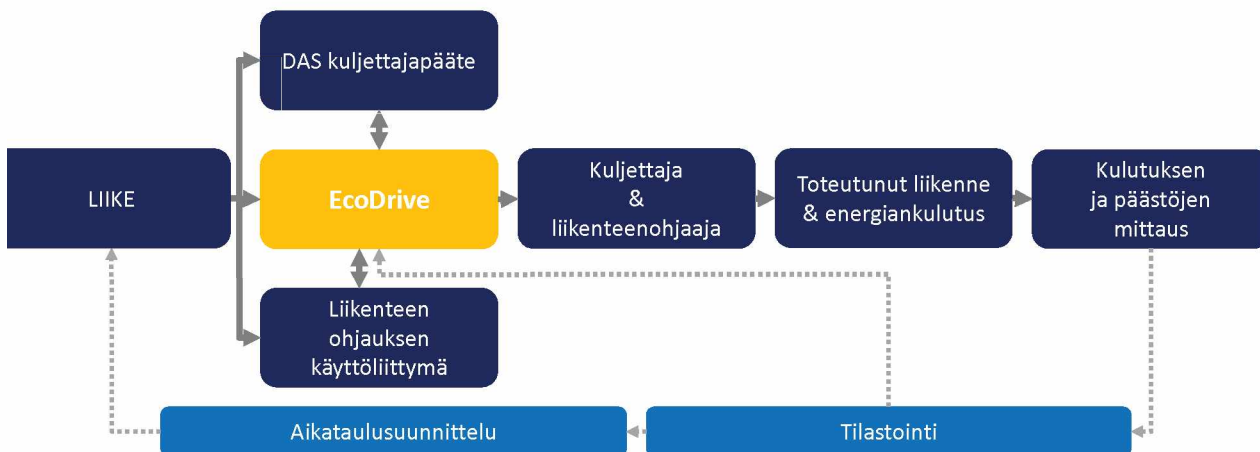 DAS kuljettajapääte
LIIKE
EcoDrive
Kuljettaja
&
liikenteenohjaaja
Toteutunut liikenne
& energiankulutus
Kulutuksen
ja päästöjen
mittaus
Liikenteen
ohjauksen
käyttöliittymä
Aikataulusuunnittelu
Tilastointi